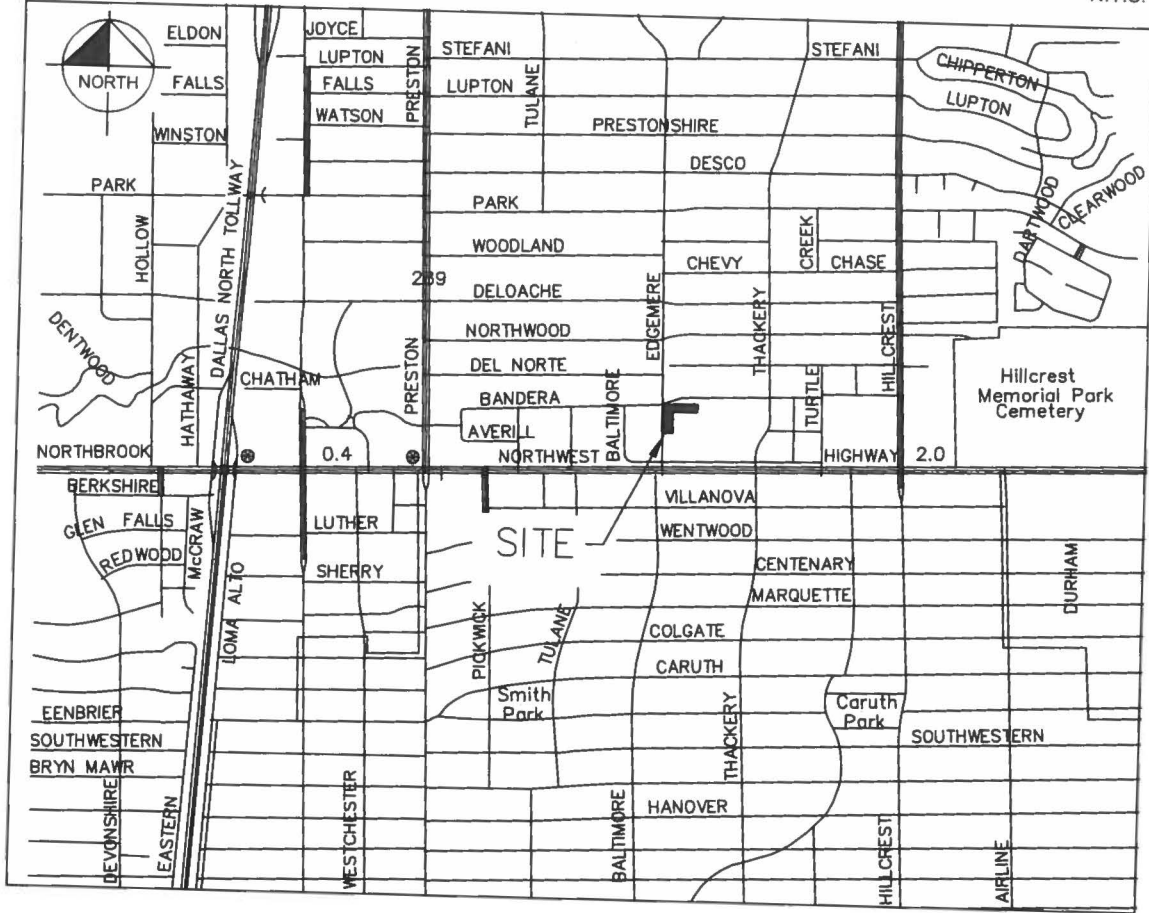 N.T.S.
NORTH
ELDON
JOYCE
LUPTON
STEFANI
STEFANI
FALLS
FALLS
LUPTON
PRESTON
TULANE
CHIPPERTON
LUPTON
WATSON
WINSTON
PRESTONSHIRE
DESCO
PARK
PARK
HOLLOW
DALLAS NORTH TOLLWAY
WOODLAND
CHEVY
CREEK
CHASE
DARTWOOD
CLEARWOOD
289
DELOACHE
NORTHWOOD
DEL NORTE
EDGEMERE
THACKERY
HILLCREST
DENTWOOD
HATHAWAY
CHATHAM
PRESTON
BANDERA
AVERILL
BALTIMORE
TURTLE
Hillcrest
Memorial Park
Cemetery
NORTHBROOK
0.4
NORTHWEST
HIGHWAY
2.0
BERKSHIRE
VILLANOVA
GLEN FALLS
McCRAW
LUTHER
SITE
WENTWOOD
REDWOOD
SHERRY
CENTENARY
MARQUETTE
LOMA ALTO
PICKWICK
TULANE
COLGATE
CARUTH
DURHAM
Smith
Park
Caruth
Park
EENBRIER
SOUTHWESTERN
SOUTHWESTERN
BRYN MAWR
THACKERY
DEVONSHIRE
EASTERN
WESTCHESTER
BALTIMORE
HANOVER
HILLCREST
AIRLINE